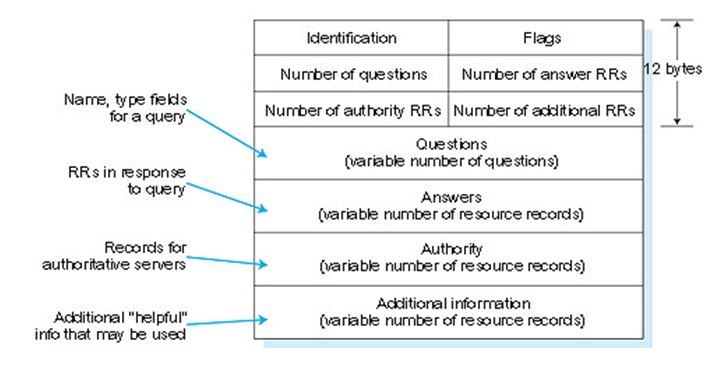 Identification
Flags
Number of questions
Number of answer RRs
12 bytes
Number of authority RRs
Number of additional RRs
Name, type fields
for a query
Questions
(variable number of questions)
RRs in response
to query
Answers
(variable number of resource records)
Records for
authoritative servers
Authority
(variable number of resource records)
Additional "helpful"
info that may be used
Additional information
(variable number of resource records)